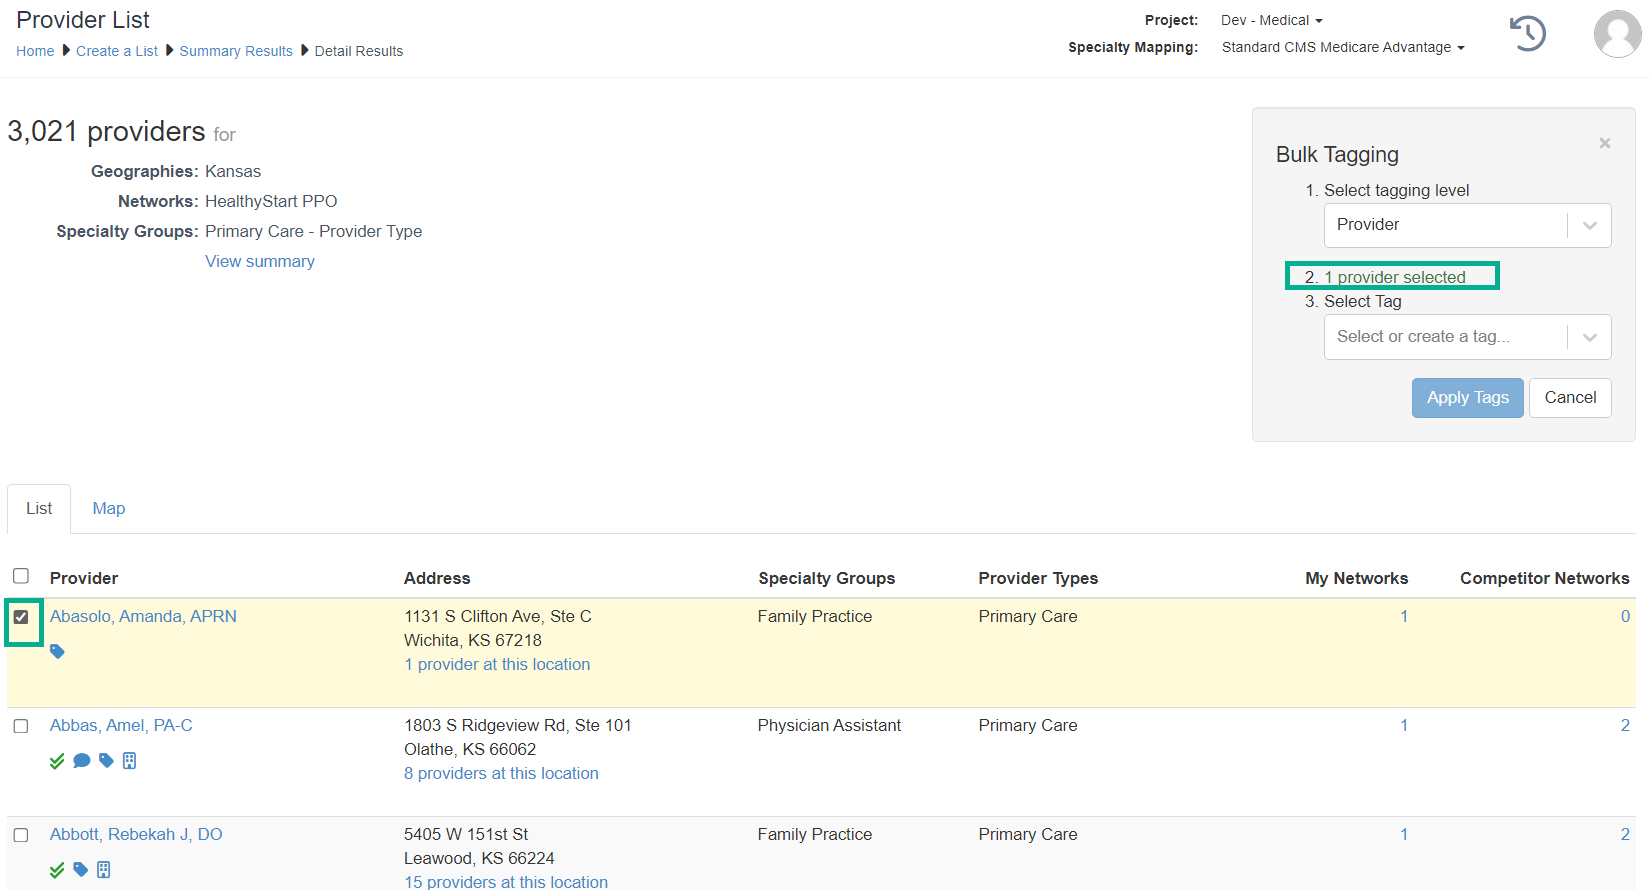 Provider List
Home Create a List Summary Results Detail Results
Project: Dev - Medical
Specialty Mapping: Standard CMS Medicare Advantage
3,021 providers for
Geographies: Kansas
Networks: HealthyStart PPO
Specialty Groups: Primary Care - Provider Type
View summary
×
Bulk Tagging
1. Select tagging level
Provider
2. 1 provider selected
3. Select Tag
Select or create a tag...
Apply Tags Cancel
List Map
Provider Address Specialty Groups Provider Types My Networks Competitor Networks
Abasolo, Amanda, APRN 1131 S Clifton Ave, Ste C Family Practice Primary Care 1 0
Wichita, KS 67218
1 provider at this location
Abbas, Amel, PA-C 1803 S Ridgeview Rd, Ste 101 Physician Assistant Primary Care 1 2
Olathe, KS 66062
8 providers at this location
Abbott, Rebekah J, DO 5405 W 151st St Family Practice Primary Care 1 2
Leawood, KS 66224
15 providers at this location